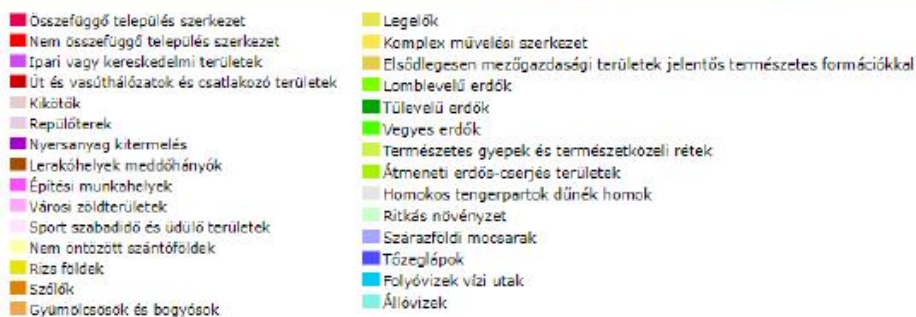 Összefüggő település szerkezet
Nem összefüggő település szerkezet
Ipari vagy kereskedelmi területek
Út és vasúthálózatok és csatlakozó területek
Kikötők
Repülőterek
Nyersanyag kitermelés
Lerakóhelyek meddőhányók
Építési munkahelyek
Városi zöldterületek
Sport szabadidő és üdülő területek
Nem öntözött szántóföldek
Rizs földek
Szőlők
Gyümölcsösök és bogyósok
Legelők
Komplex művelési szerkezet
Elsődlegesen mezőgazdasági területek jelentős természetes formációkkal
Lomblevelű erdők
Tűlevelű erdők
Vegyes erdők
Természetes gyepek és természetközeli rétek
Átmeneti erdős-cserjés területek
Homokos tengerpartok dűnék homok
Ritkás növényzet
Szárazföldi mocsarak
Tőzeglápok
Folyóvizek vízi utak
Állóvizek